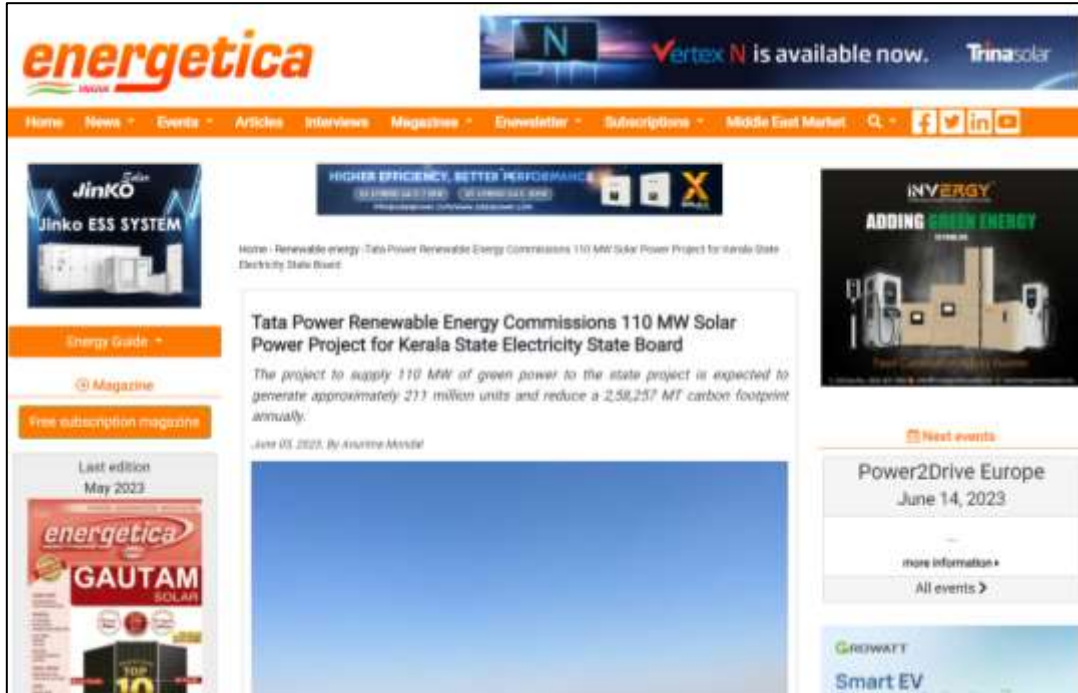 energetica
INDIA
N
Vertex N is available now.
Trinasolar
Home News Events Articles Interviews Magazines Enewsletter Subscriptions Middle East Market
JinKO Solar
Jinko ESS SYSTEM
HIGHER EFFICIENCY, BETTER PERFORMANCE
X
INVERGY
ADDING GREEN ENERGY
Home - Renewable energy - Tata Power Renewable Energy Commissions 110 MW Solar Power Project for Kerala State
Electricity State Board
Tata Power Renewable Energy Commissions 110 MW Solar
Power Project for Kerala State Electricity State Board
The project to supply 110 MW of green power to the state project is expected to
generate approximately 211 million units and reduce a 2,58,257 MT carbon footprint
annually.
June 03, 2023. By Anurima Mondal
Energy Guide
Magazine
Free subscription magazine
Last edition
May 2023
energetica
GAUTAM
SOLAR
TOP
10
Next events
Power2Drive Europe
June 14, 2023
...
more information
All events
GROWATT
Smart EV